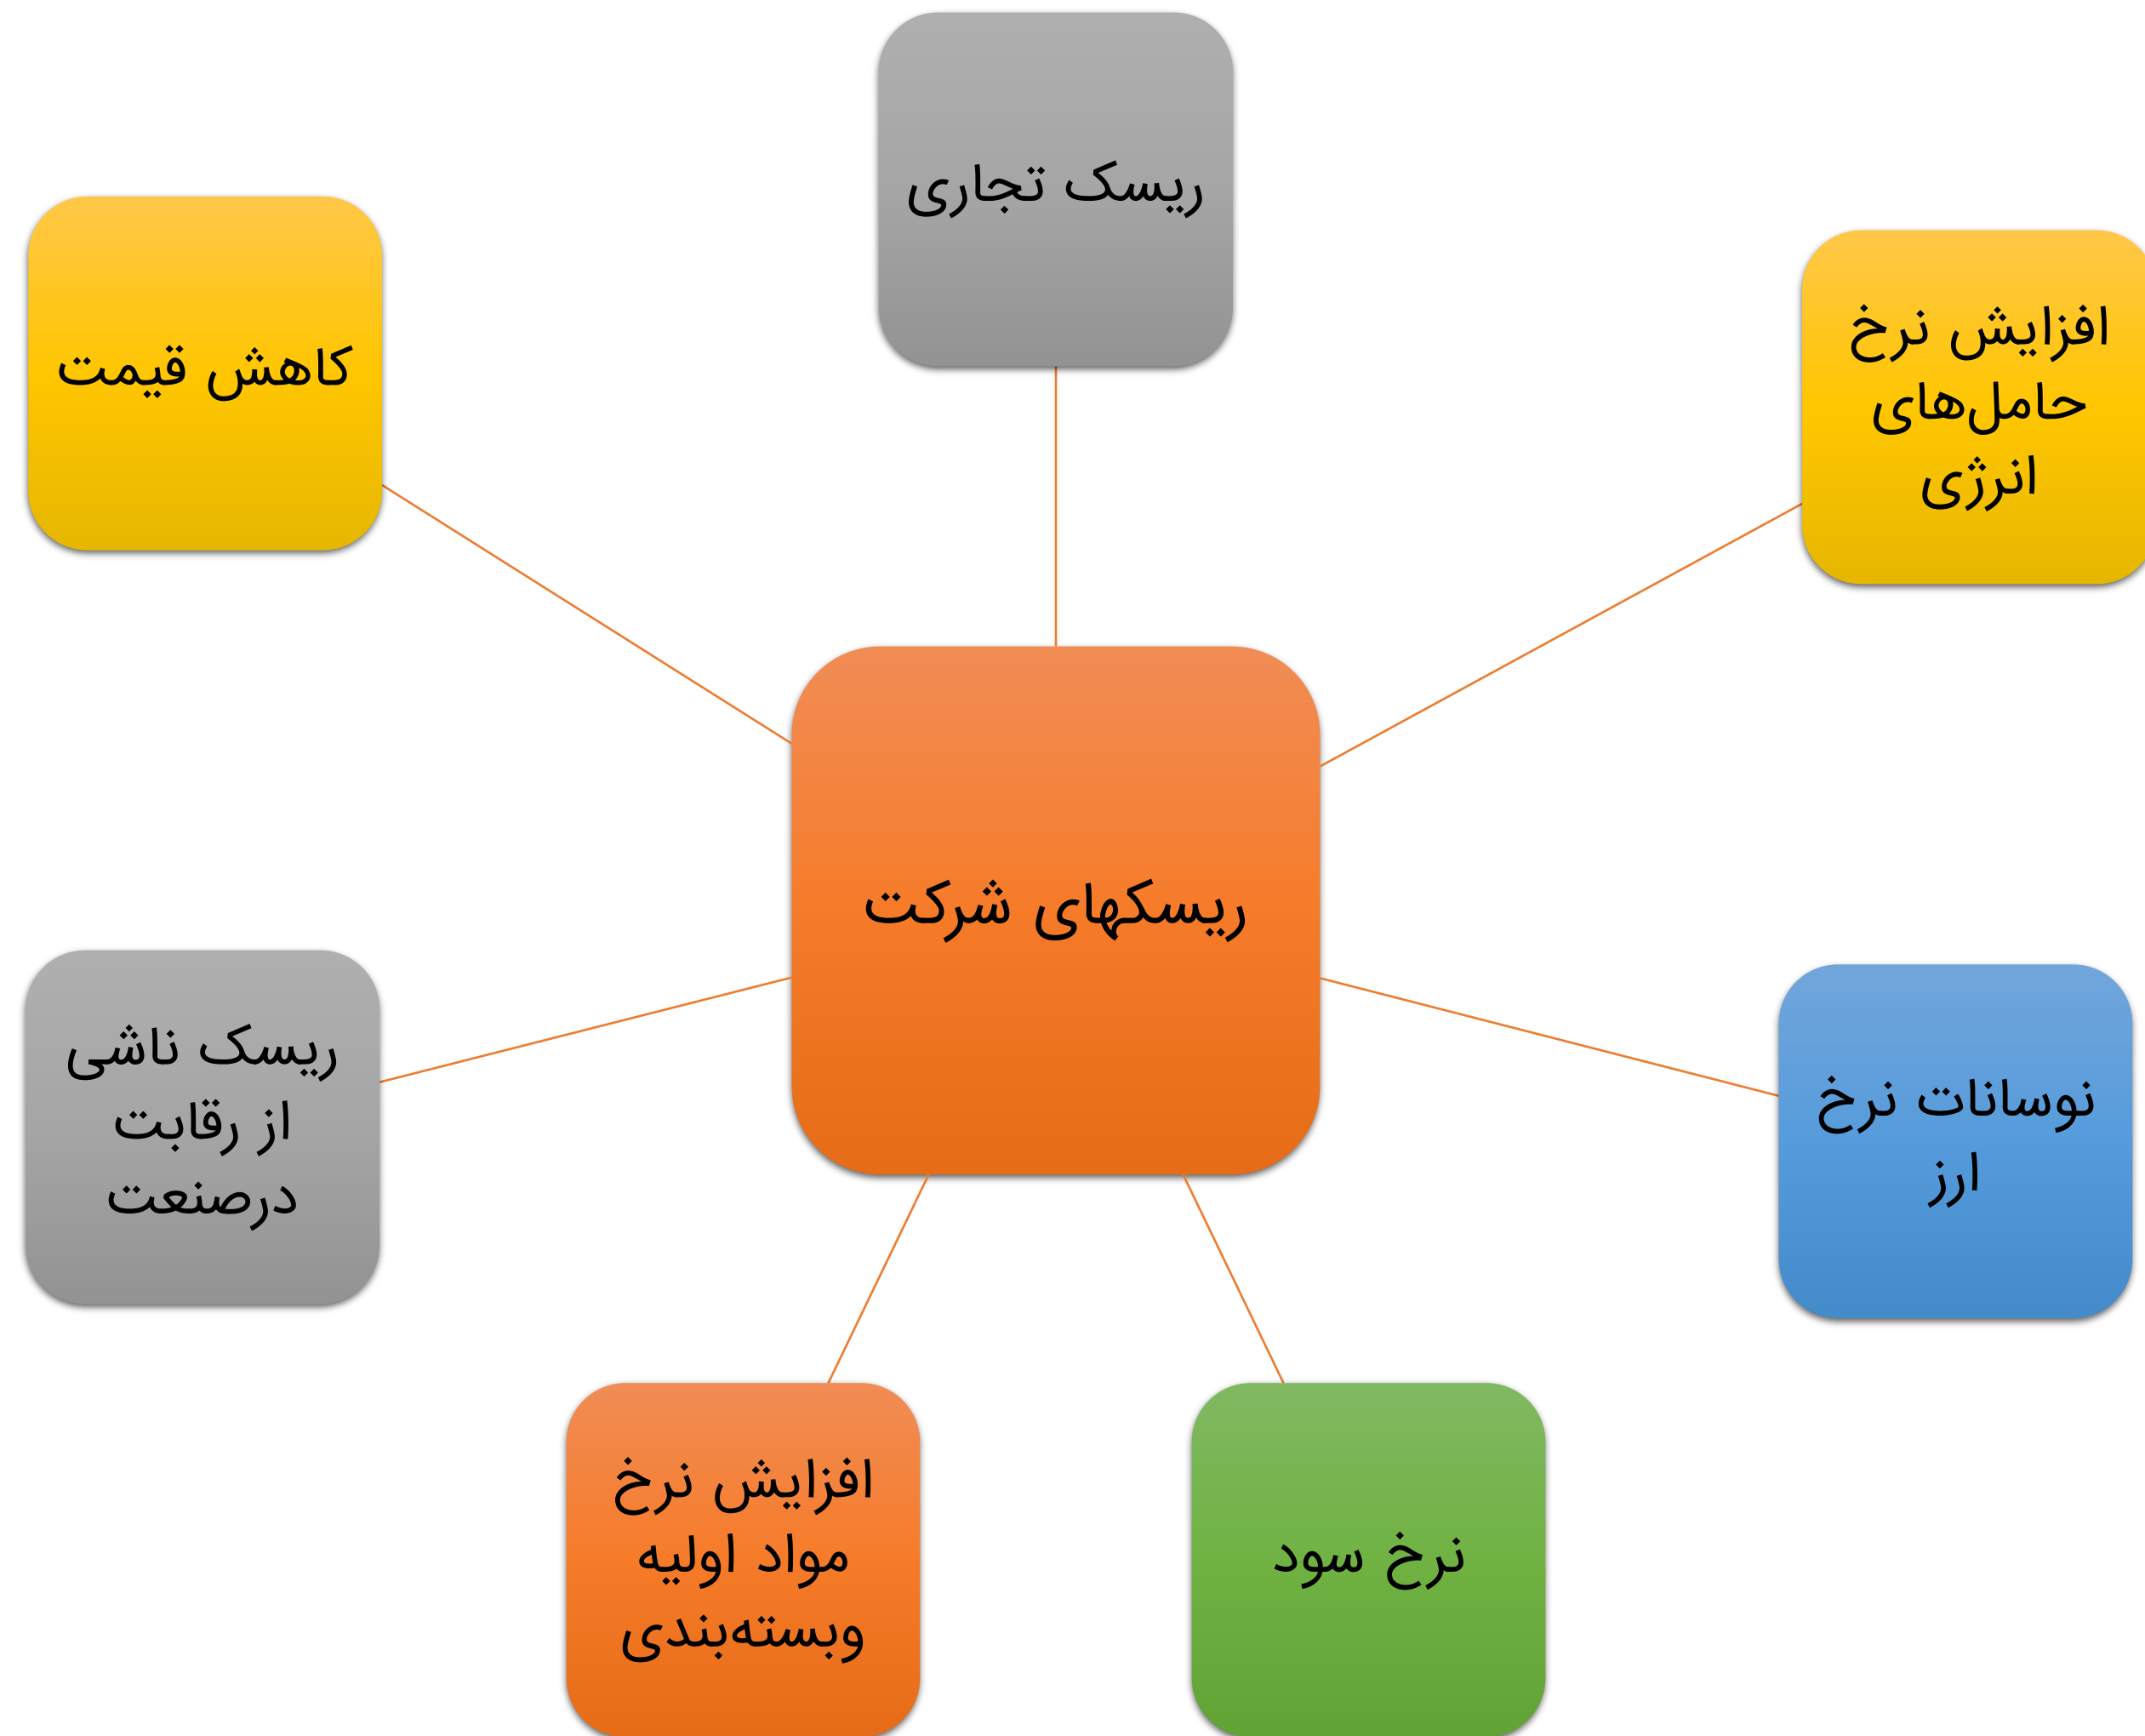 ریسک تجاری
افزایش نرخ
حامل‌های
انرژی
کاهش قیمت
ریسکهای شرکت
نوسانات نرخ
ارز
ریسک ناشی
از رقابت
درصنعت
نرخ سود
افزایش نرخ
مواد اولیه
وبسته‌بندی